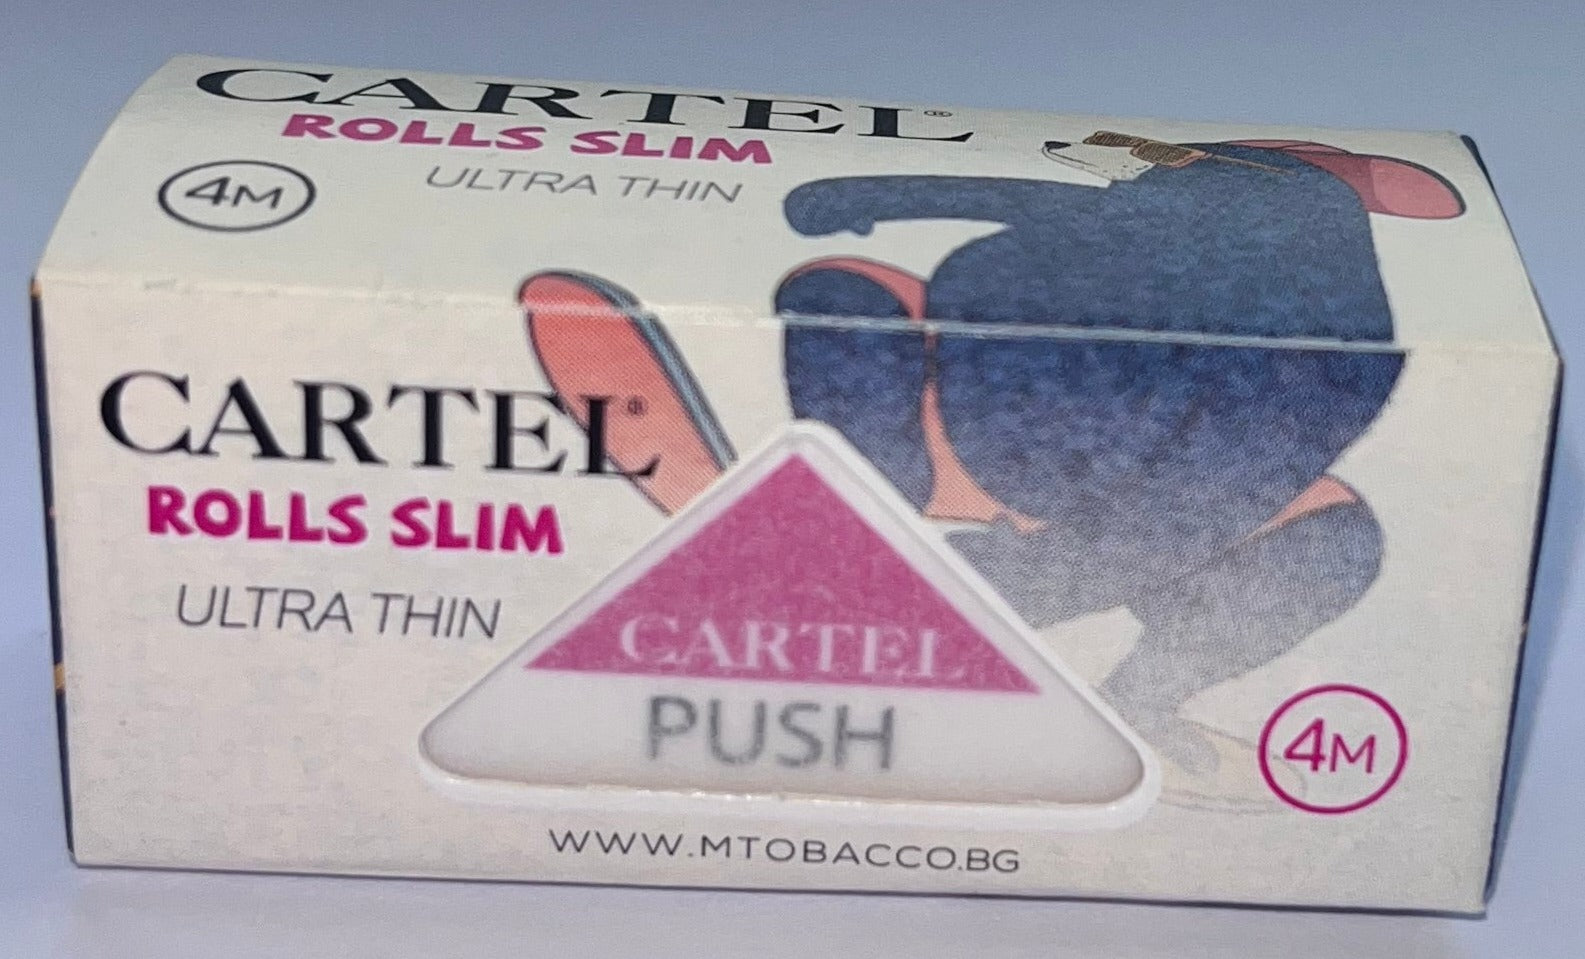 CARTEL®
ROLLS SLIM
ULTRA THIN
4M
CARTEL®
ROLLS SLIM
ULTRA THIN
CARTEL
PUSH
4M
WWW.MTOBACCO.BG